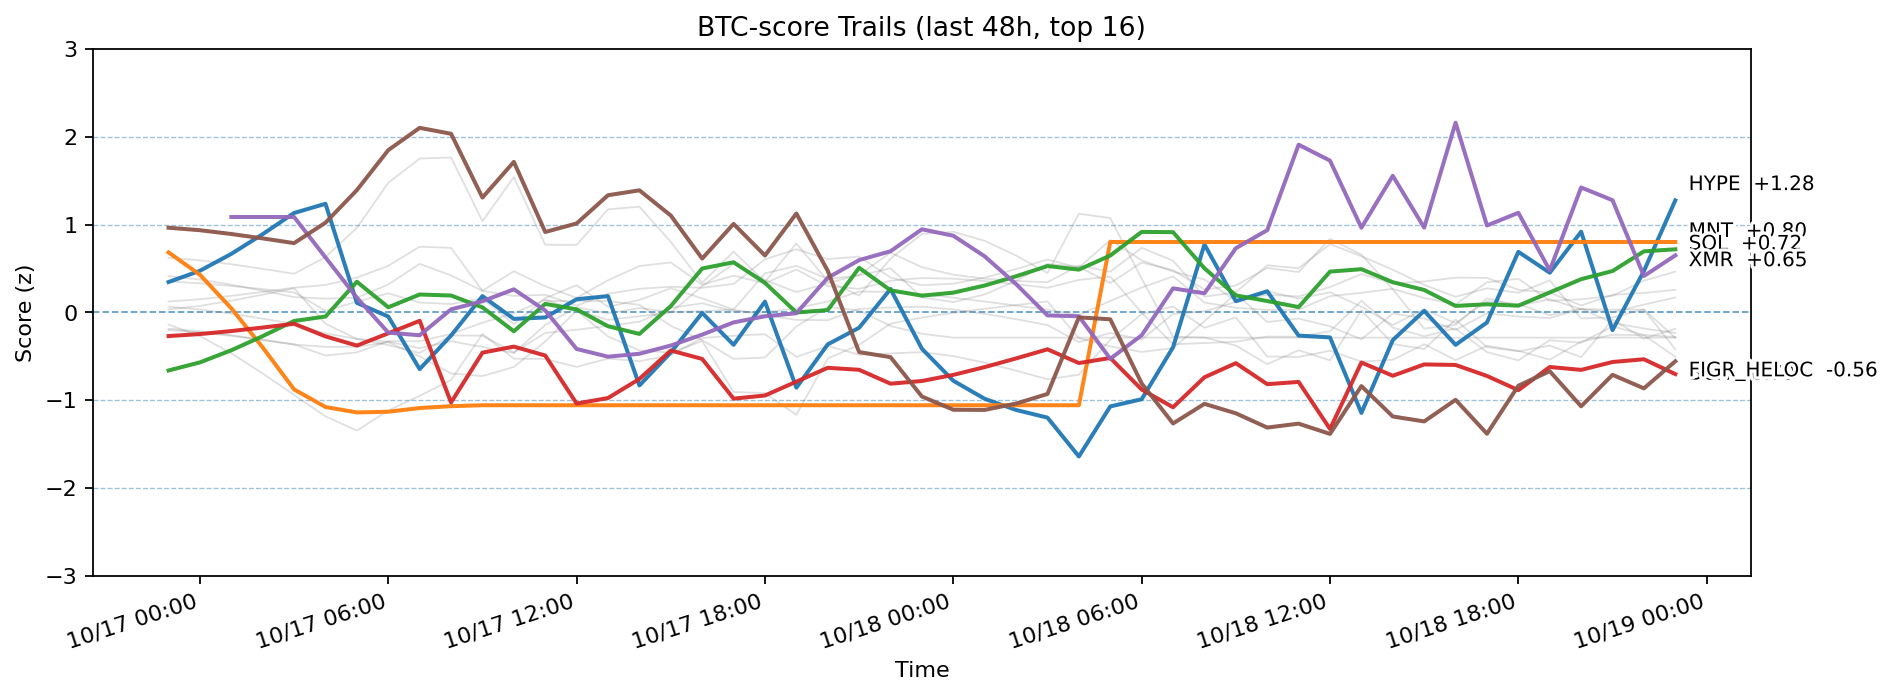 BTC-score Trails (last 48h, top 16)
Score (z)
3
2
1
0
−1
−2
−3
HYPE +1.28
MNT +0.80
SOL +0.72
XMR +0.65
FIGR_HELOC -0.56
10/17 00:00
10/17 06:00
10/17 12:00
10/17 18:00
10/18 00:00
10/18 06:00
10/18 12:00
10/18 18:00
10/19 00:00
Time